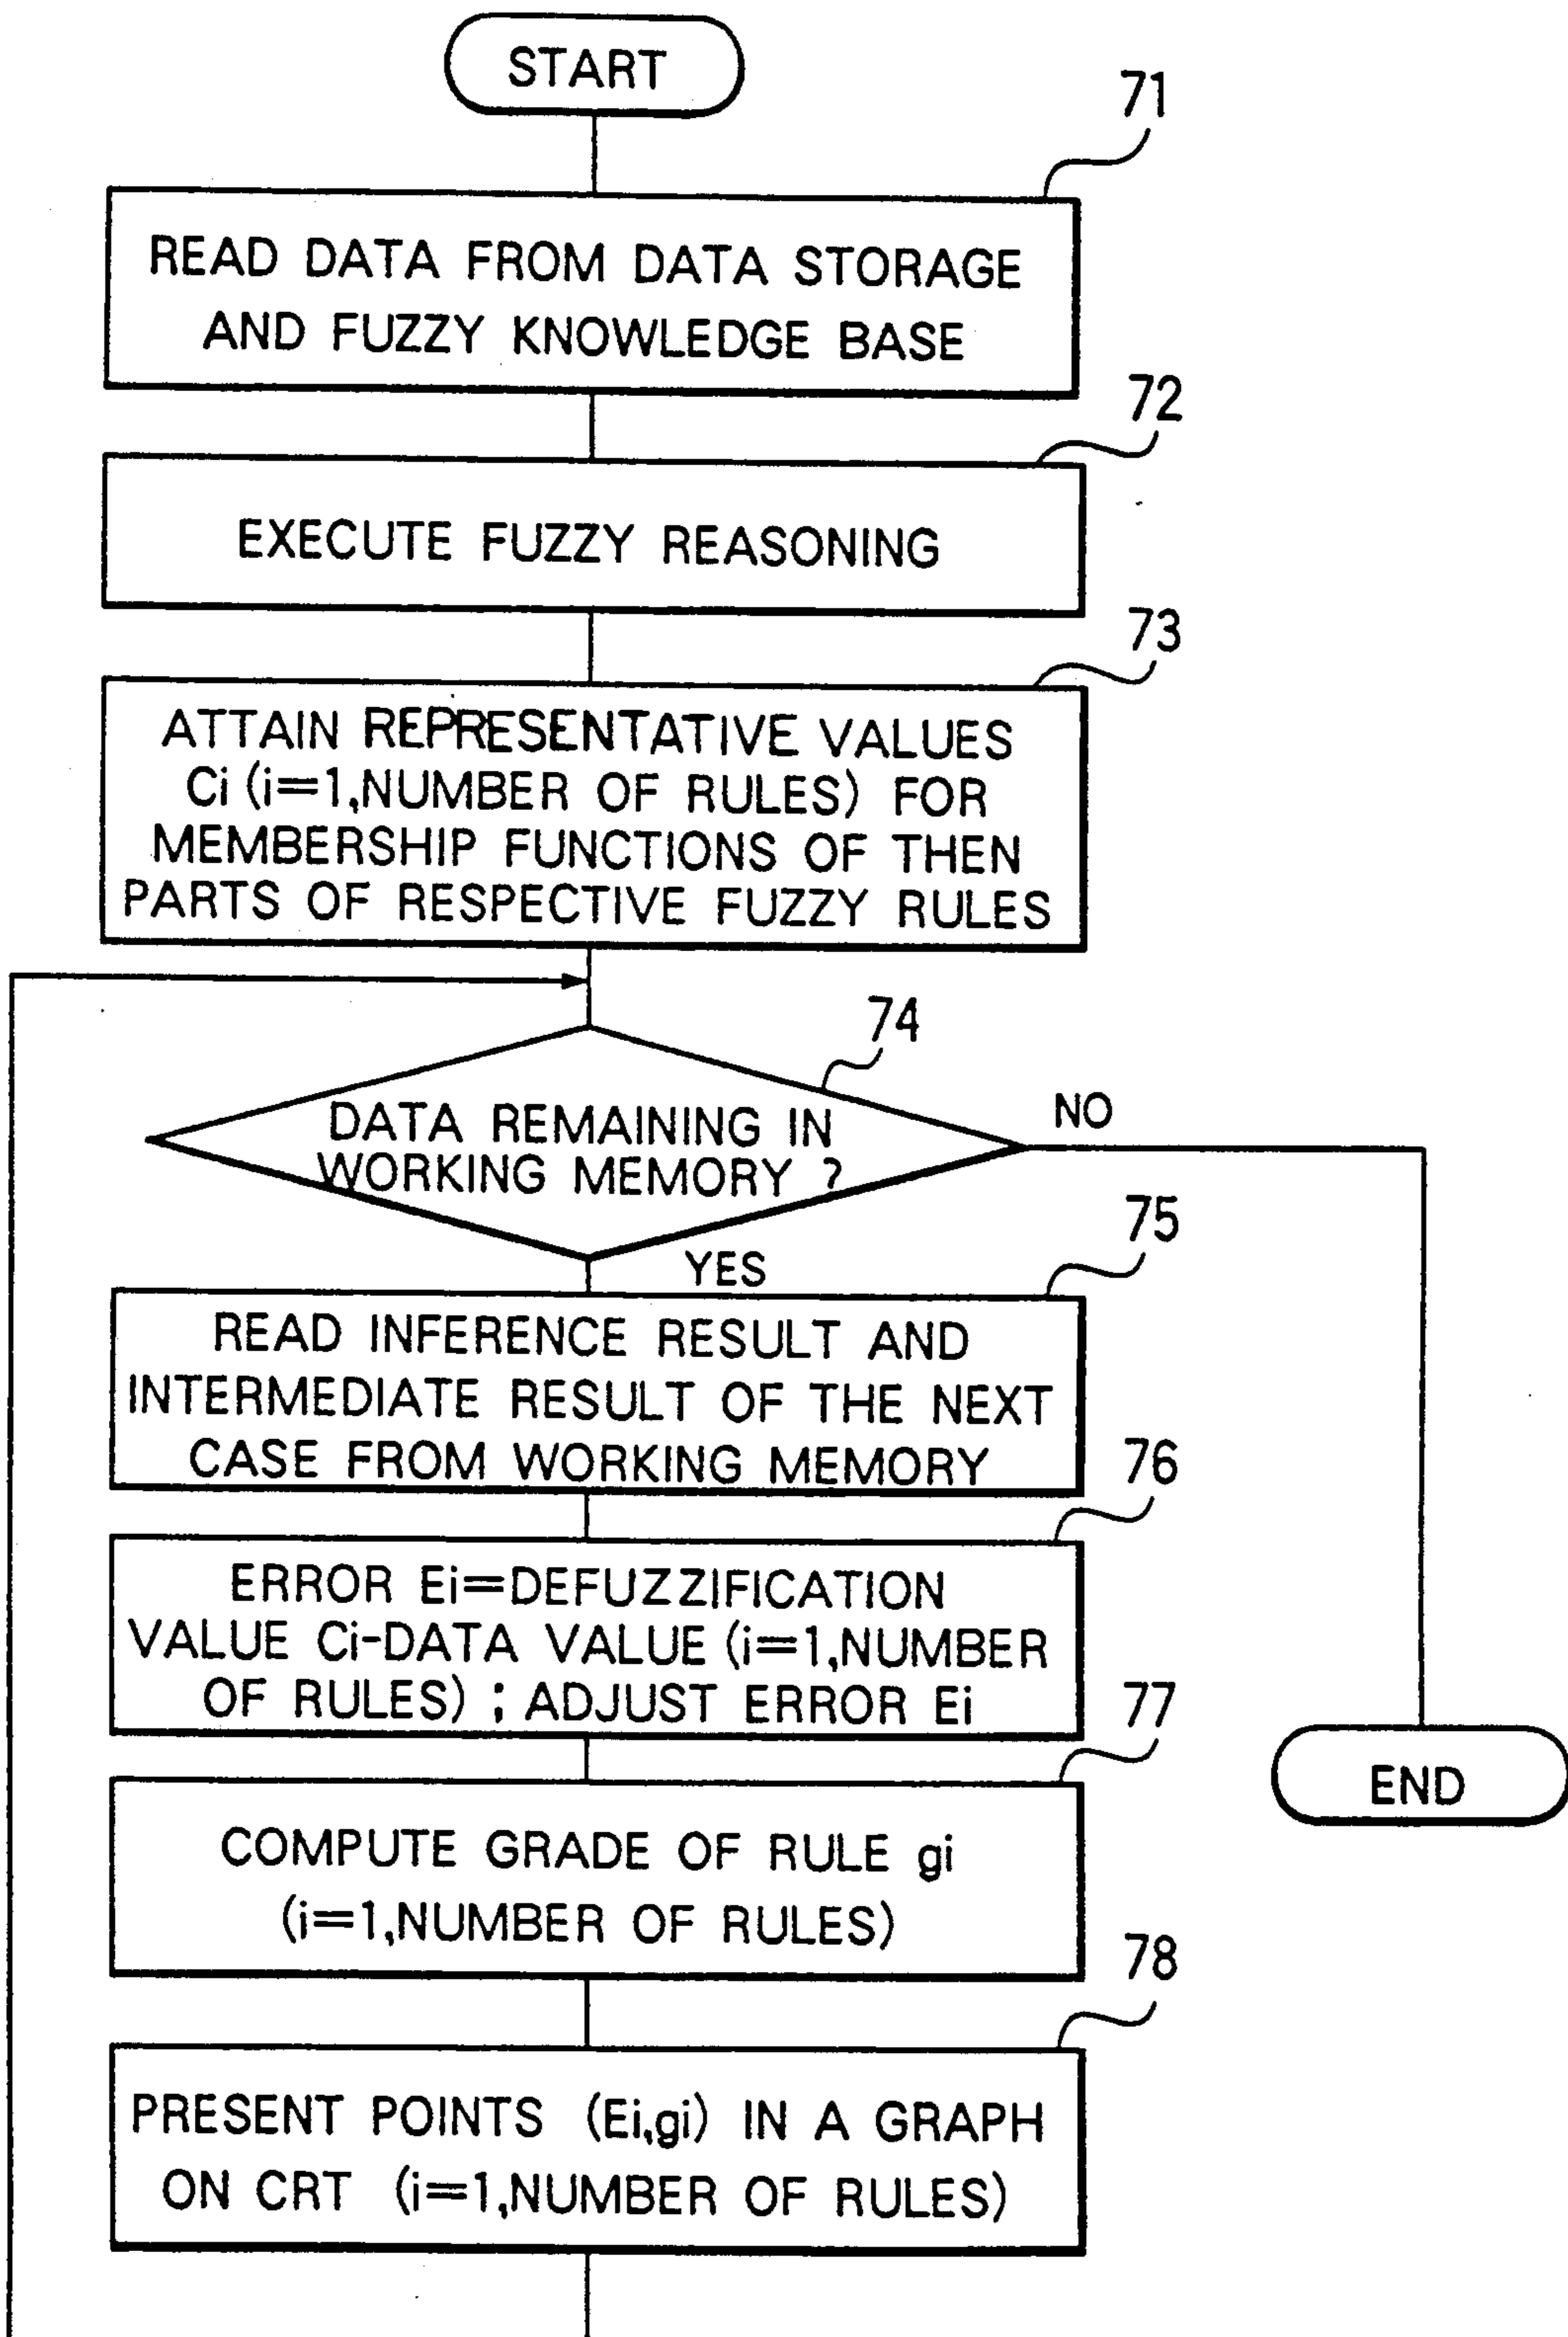 START
71
READ DATA FROM DATA STORAGE
AND FUZZY KNOWLEDGE BASE
72
EXECUTE FUZZY REASONING
73
ATTAIN REPRESENTATIVE VALUES
Ci (i=1,NUMBER OF RULES) FOR
MEMBERSHIP FUNCTIONS OF THEN
PARTS OF RESPECTIVE FUZZY RULES
74
DATA REMAINING IN
WORKING MEMORY ?
NO
YES
75
READ INFERENCE RESULT AND
INTERMEDIATE RESULT OF THE NEXT
CASE FROM WORKING MEMORY
76
ERROR Ei=DEFUZZIFICATION
VALUE Ci-DATA VALUE (i=1,NUMBER
OF RULES) ; ADJUST ERROR Ei
77
COMPUTE GRADE OF RULE gi
(i=1,NUMBER OF RULES)
END
78
PRESENT POINTS (Ei,gi) IN A GRAPH
ON CRT (i=1,NUMBER OF RULES)